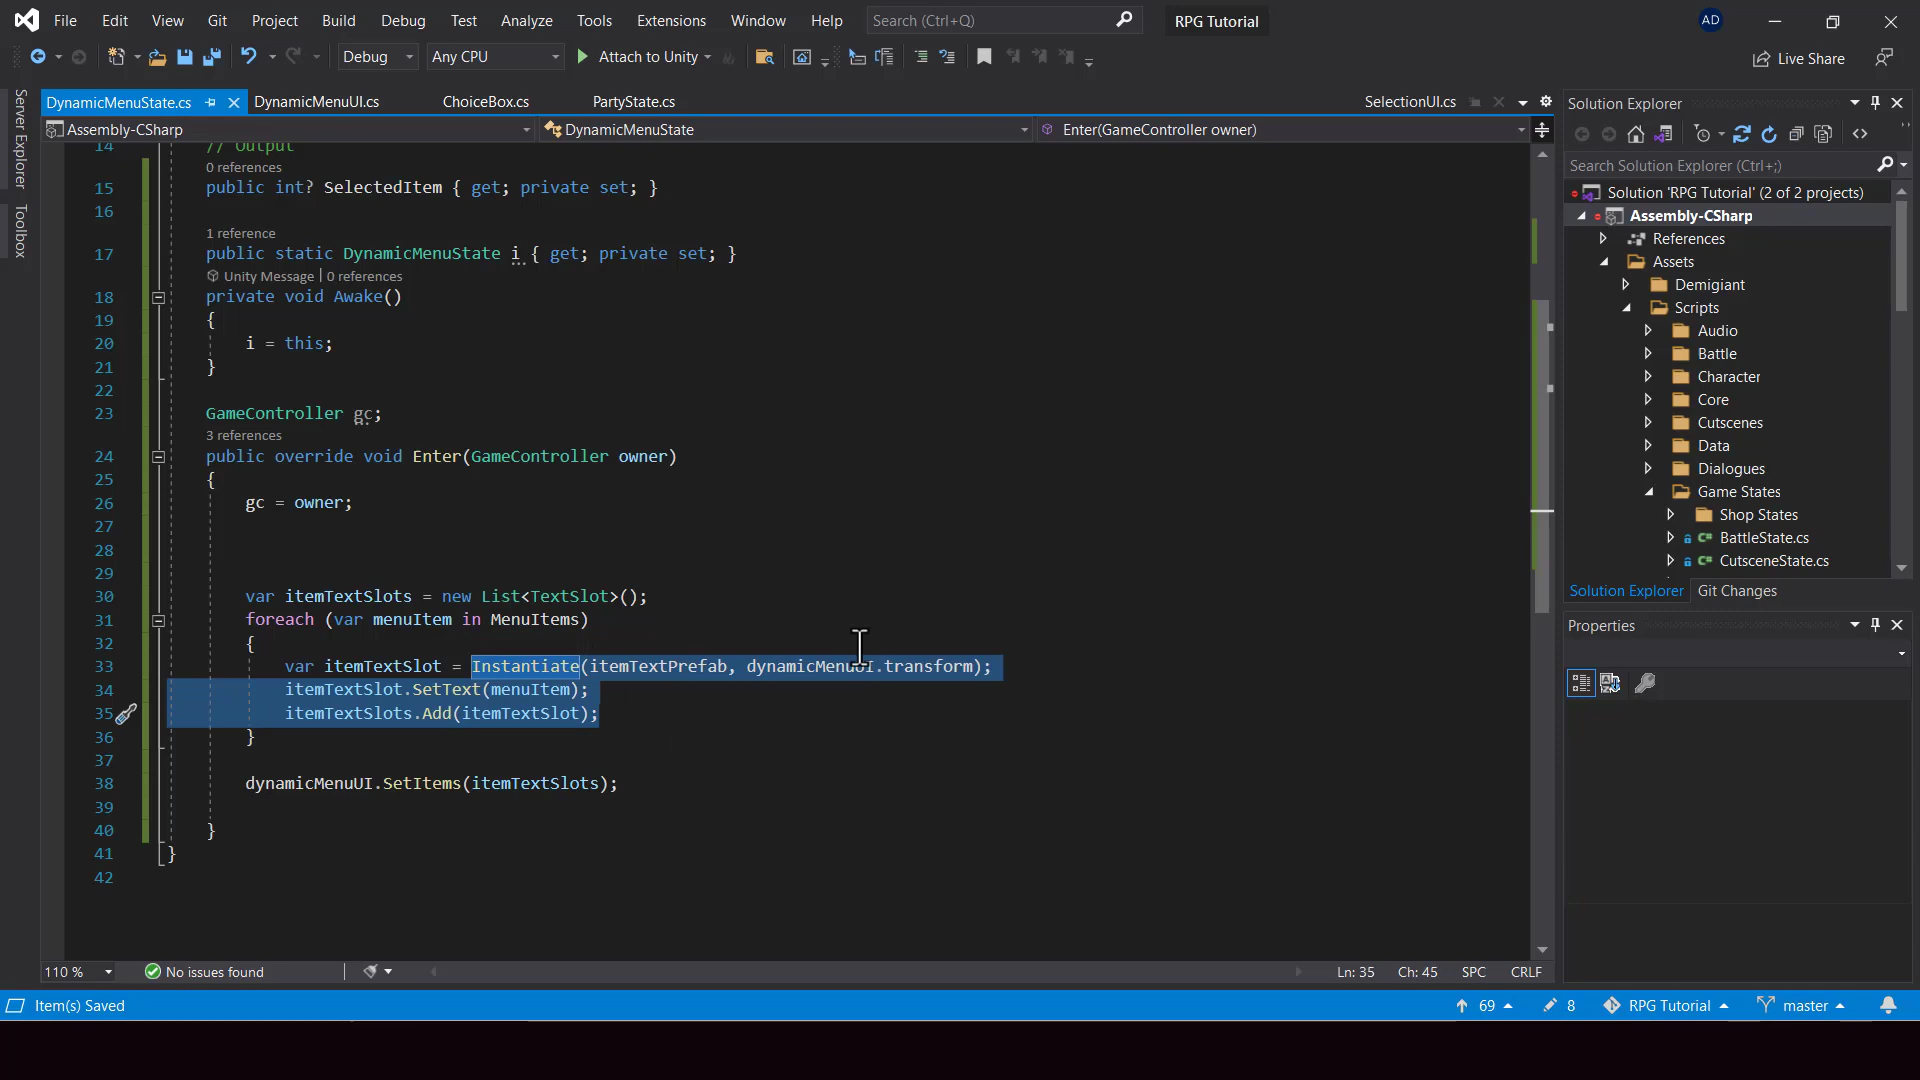 File Edit View Git Project Build Debug Test Analyze Tools Extensions Window Help Search (Ctrl+Q) RPG Tutorial AD
Debug Any CPU Attach to Unity Live Share
DynamicMenuState.cs DynamicMenuUI.cs ChoiceBox.cs PartyState.cs SelectionUI.cs
Assembly-CSharp DynamicMenuState Enter(GameController owner)
Server Explorer
Toolbox
14 // Output
0 references
15 public int? SelectedItem { get; private set; }
16
1 reference
17 public static DynamicMenuState i { get; private set; }
Unity Message | 0 references
18 private void Awake()
19 {
20 i = this;
21 }
22
23 GameController gc;
3 references
24 public override void Enter(GameController owner)
25 {
26 gc = owner;
27
28
29
30 var itemTextSlots = new List<TextSlot>();
31 foreach (var menuItem in MenuItems)
32 {
33 var itemTextSlot = Instantiate(itemTextPrefab, dynamicMenuUI.transform);
34 itemTextSlot.SetText(menuItem);
35 itemTextSlots.Add(itemTextSlot);
36 }
37
38 dynamicMenuUI.SetItems(itemTextSlots);
39
40 }
41 }
42
110 % No issues found Ln: 35 Ch: 45 SPC CRLF
Solution Explorer
Search Solution Explorer (Ctrl+;)
Solution 'RPG Tutorial' (2 of 2 projects)
Assembly-CSharp
References
Assets
Demigiant
Scripts
Audio
Battle
Character
Core
Cutscenes
Data
Dialogues
Game States
Shop States
C# BattleState.cs
C# CutsceneState.cs
Solution Explorer Git Changes
Properties
Item(s) Saved 69 8 RPG Tutorial master